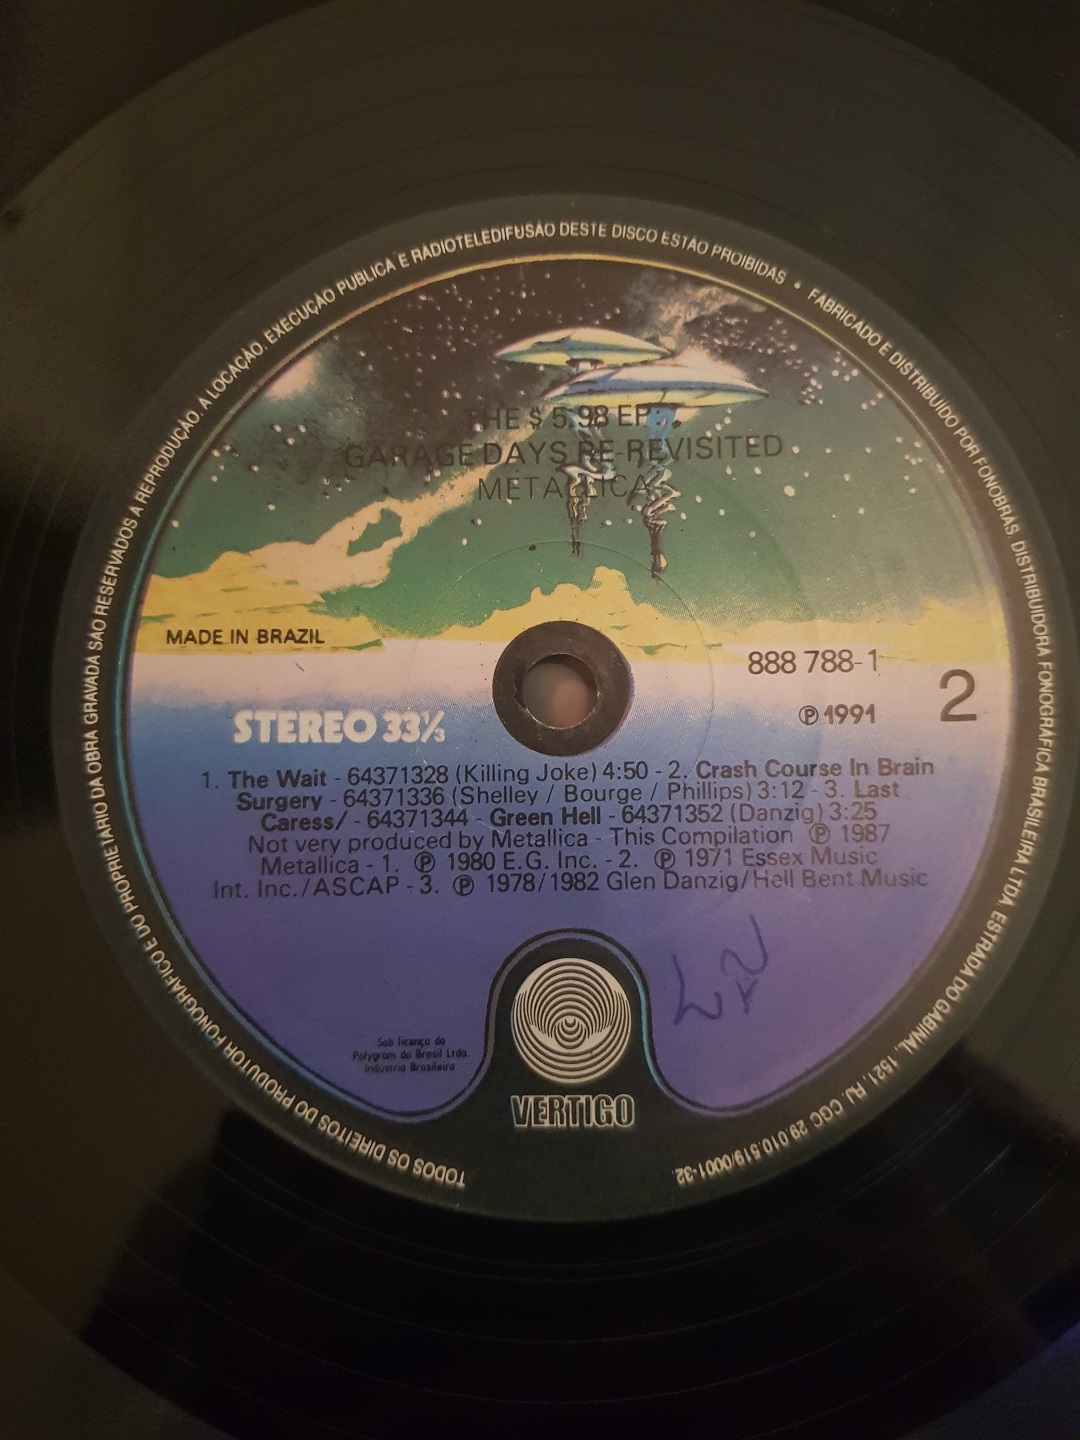 TODOS OS DIREITOS DO PRODUTOR FONOGRÁFICO E DO PROPRIETÁRIO DA OBRA GRAVADA SÃO RESERVADOS A REPRODUÇÃO, A LOCAÇÃO, EXECUÇÃO PUBLICA E RADIOTELEDIFUSÃO DESTE DISCO ESTÃO PROIBIDAS • FABRICADO E DISTRIBUIDO POR FONOBRAS, DISTRIBUIDORA FONOGRÁFICA BRASILEIRA LTDA. ESTRADA DO GABINAL, 1521, RJ, CGC 29.010.519/0001-32.
THE $ 5.98 EP:
GARAGE DAYS RE-REVISITED
METALLICA
MADE IN BRAZIL
888 788-1
2
℗ 1991
STEREO 33⅓
1. The Wait - 64371328 (Killing Joke) 4:50 - 2. Crash Course In Brain
Surgery - 64371336 (Shelley / Bourge / Phillips) 3:12 - 3. Last
Caress/ - 64371344 - Green Hell - 64371352 (Danzig) 3:25
Not very produced by Metallica - This Compilation ℗ 1987
Metallica - 1. ℗ 1980 E.G. Inc. - 2. ℗ 1971 Essex Music
Int. Inc./ASCAP - 3. ℗ 1978/1982 Glen Danzig/Hell Bent Music
Sob licença da
Polygram do Brasil Ltda.
Industria Brasileira.
VERTIGO